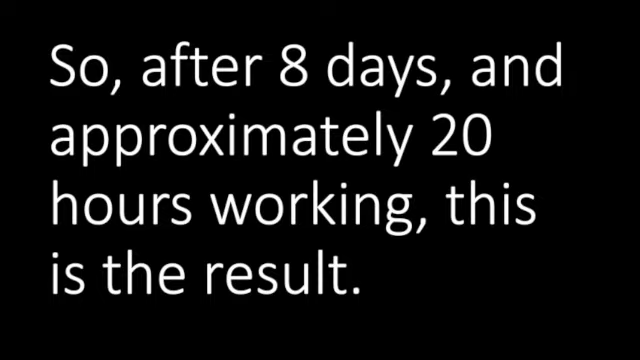 So, after 8 days, and
approximately 20
hours working, this
is the result.